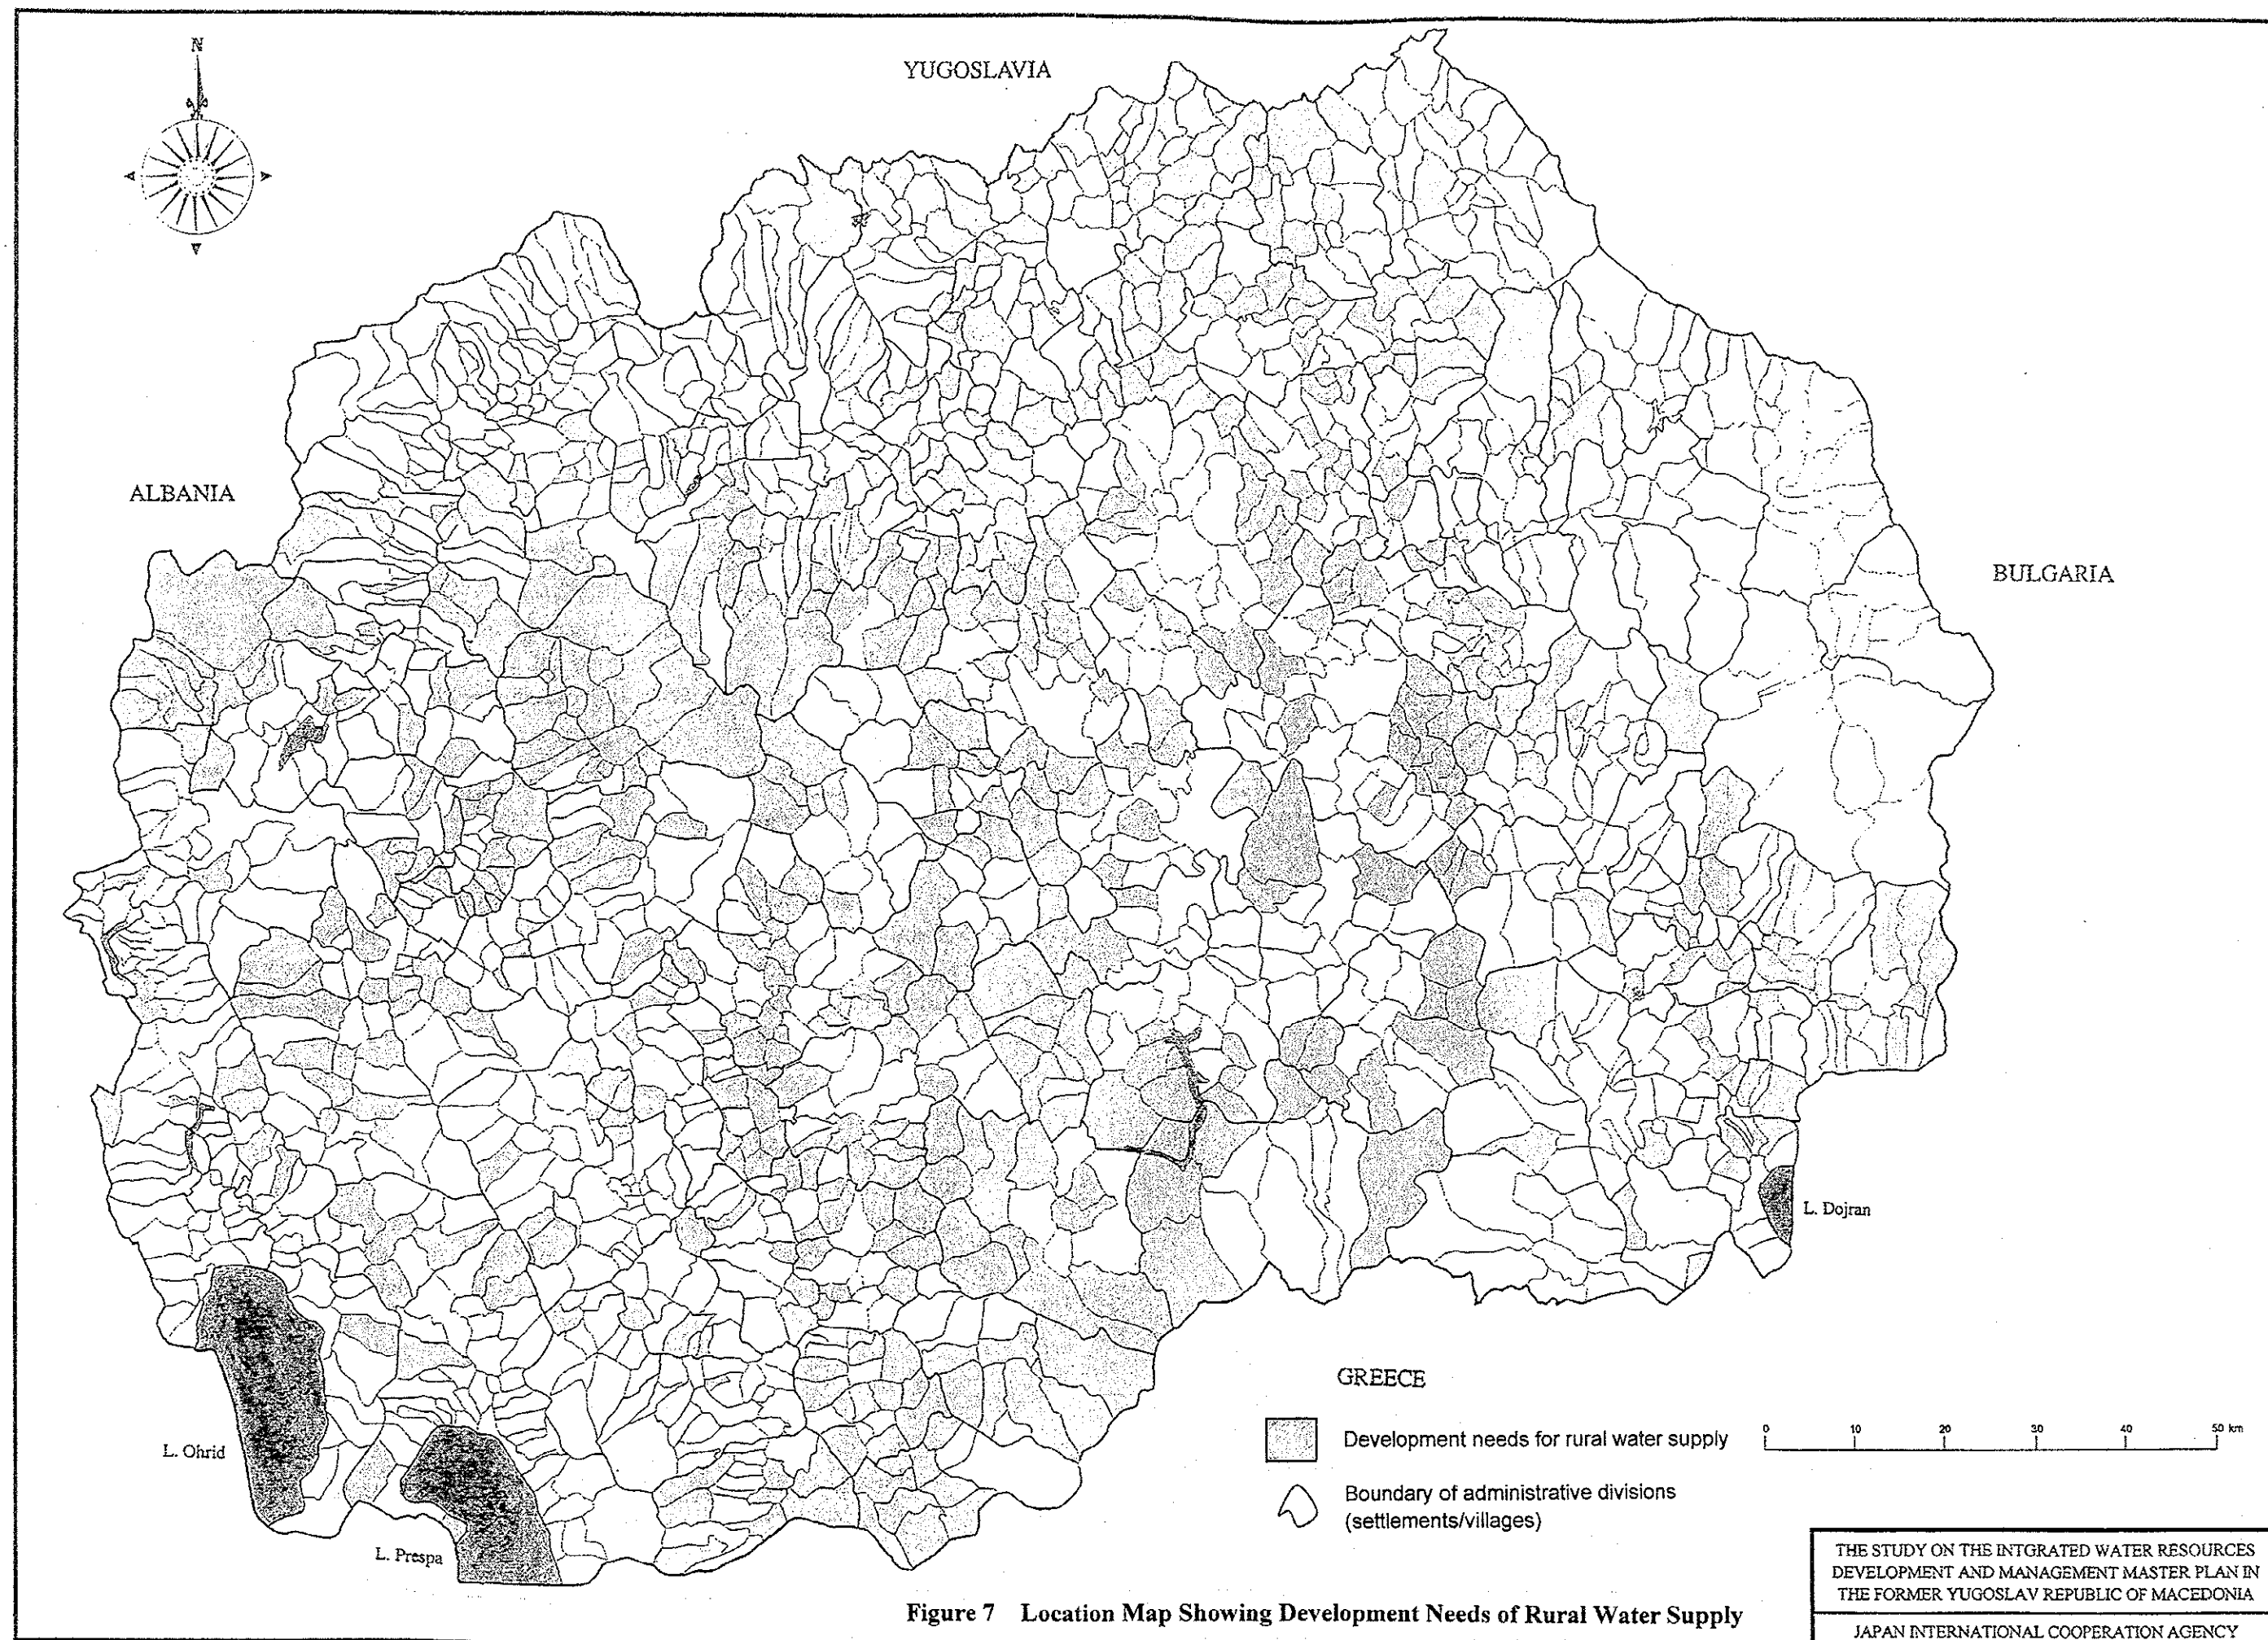 N
YUGOSLAVIA
ALBANIA
BULGARIA
L. Dojran
GREECE
L. Ohrid
L. Prespa
Development needs for rural water supply
0 10 20 30 40 50 km
Boundary of administrative divisions
(settlements/villages)
Figure 7 Location Map Showing Development Needs of Rural Water Supply
THE STUDY ON THE INTGRATED WATER RESOURCES
DEVELOPMENT AND MANAGEMENT MASTER PLAN IN
THE FORMER YUGOSLAV REPUBLIC OF MACEDONIA
JAPAN INTERNATIONAL COOPERATION AGENCY